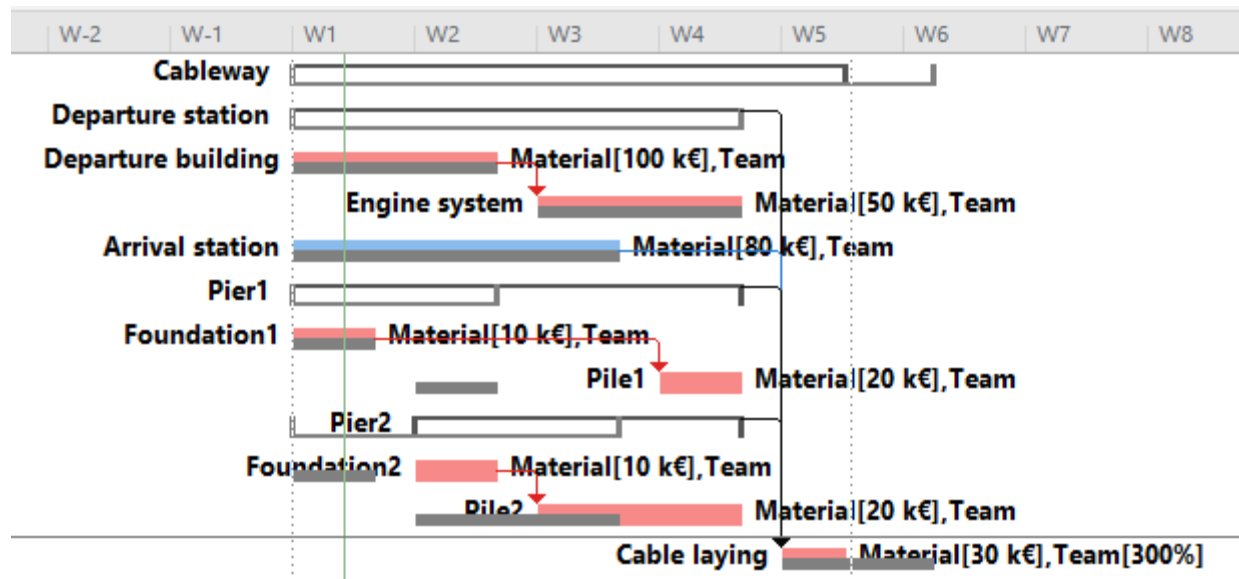 W-2 W-1 W1 W2 W3 W4 W5 W6 W7 W8
Cableway
Departure station
Departure building Material[100 k€],Team
Engine system Material[50 k€],Team
Arrival station Material[80 k€],Team
Pier1
Foundation1 Material[10 k€],Team
Pile1 Material[20 k€],Team
Pier2
Foundation2 Material[10 k€],Team
Pile2 Material[20 k€],Team
Cable laying Material[30 k€],Team[300%]